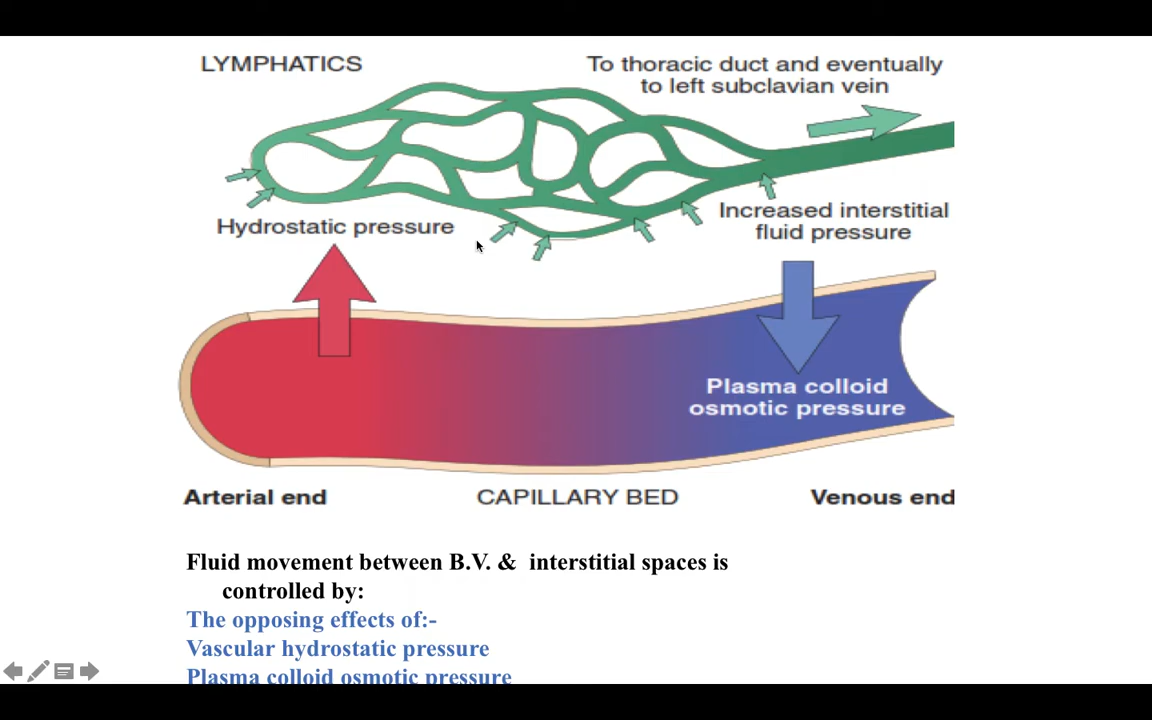 LYMPHATICS
To thoracic duct and eventually
to left subclavian vein
Hydrostatic pressure
Increased interstitial
fluid pressure
Plasma colloid
osmotic pressure
Arterial end
CAPILLARY BED
Venous end
Fluid movement between B.V. & interstitial spaces is
controlled by:
The opposing effects of:-
Vascular hydrostatic pressure
Plasma colloid osmotic pressure